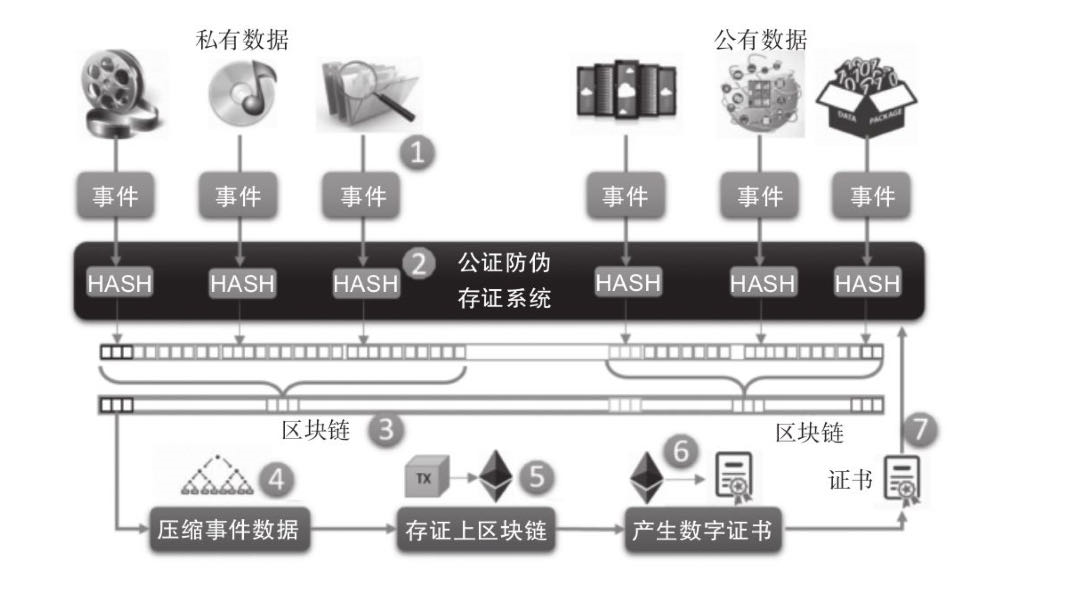 私有数据
公有数据
DATA
PACKAGE
1
事件
事件
事件
事件
事件
事件
2
公证防伪
存证系统
HASH
HASH
HASH
HASH
HASH
HASH
区块链
3
区块链
7
4
TX
5
6
证书
压缩事件数据
存证上区块链
产生数字证书